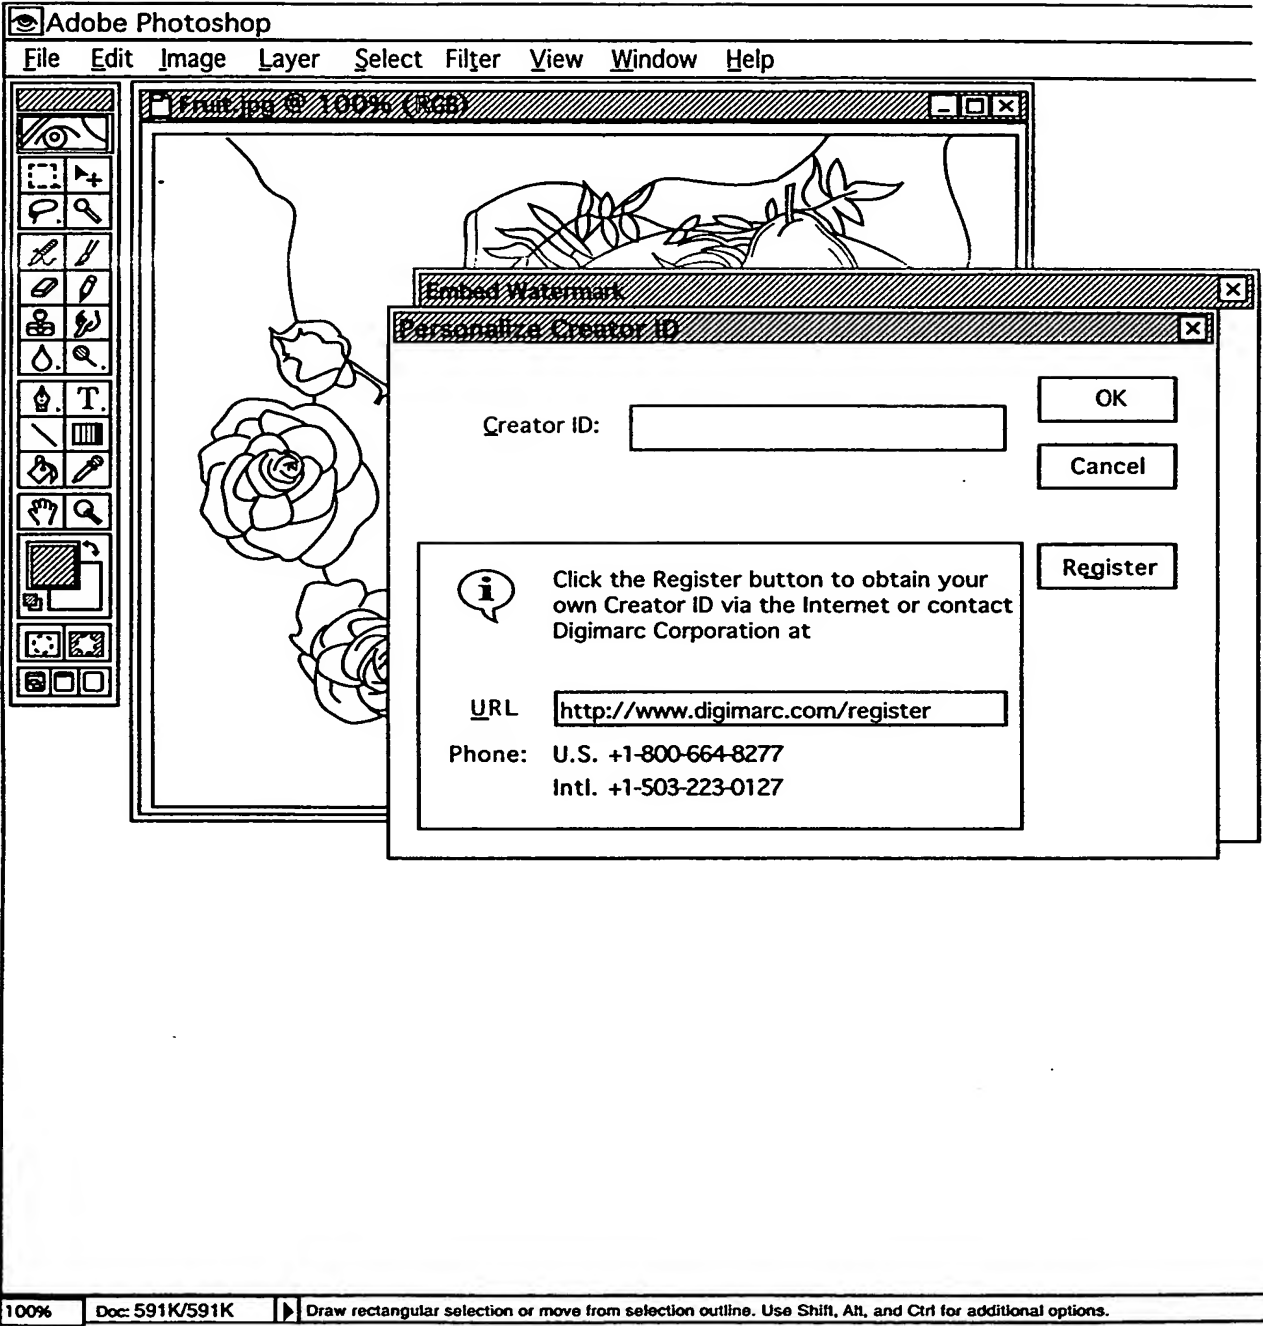 Adobe Photoshop
File Edit Image Layer Select Filter View Window Help
Fruit.jpg @ 100% (RGB)
Embed Watermark
Personalize Creator ID
Creator ID:
OK
Cancel
Register
Click the Register button to obtain your
own Creator ID via the Internet or contact
Digimarc Corporation at
URL http://www.digimarc.com/register
Phone: U.S. +1-800-664-8277
Intl. +1-503-223-0127
T
100% Doc: 591K/591K Draw rectangular selection or move from selection outline. Use Shift, Alt, and Ctrl for additional options.